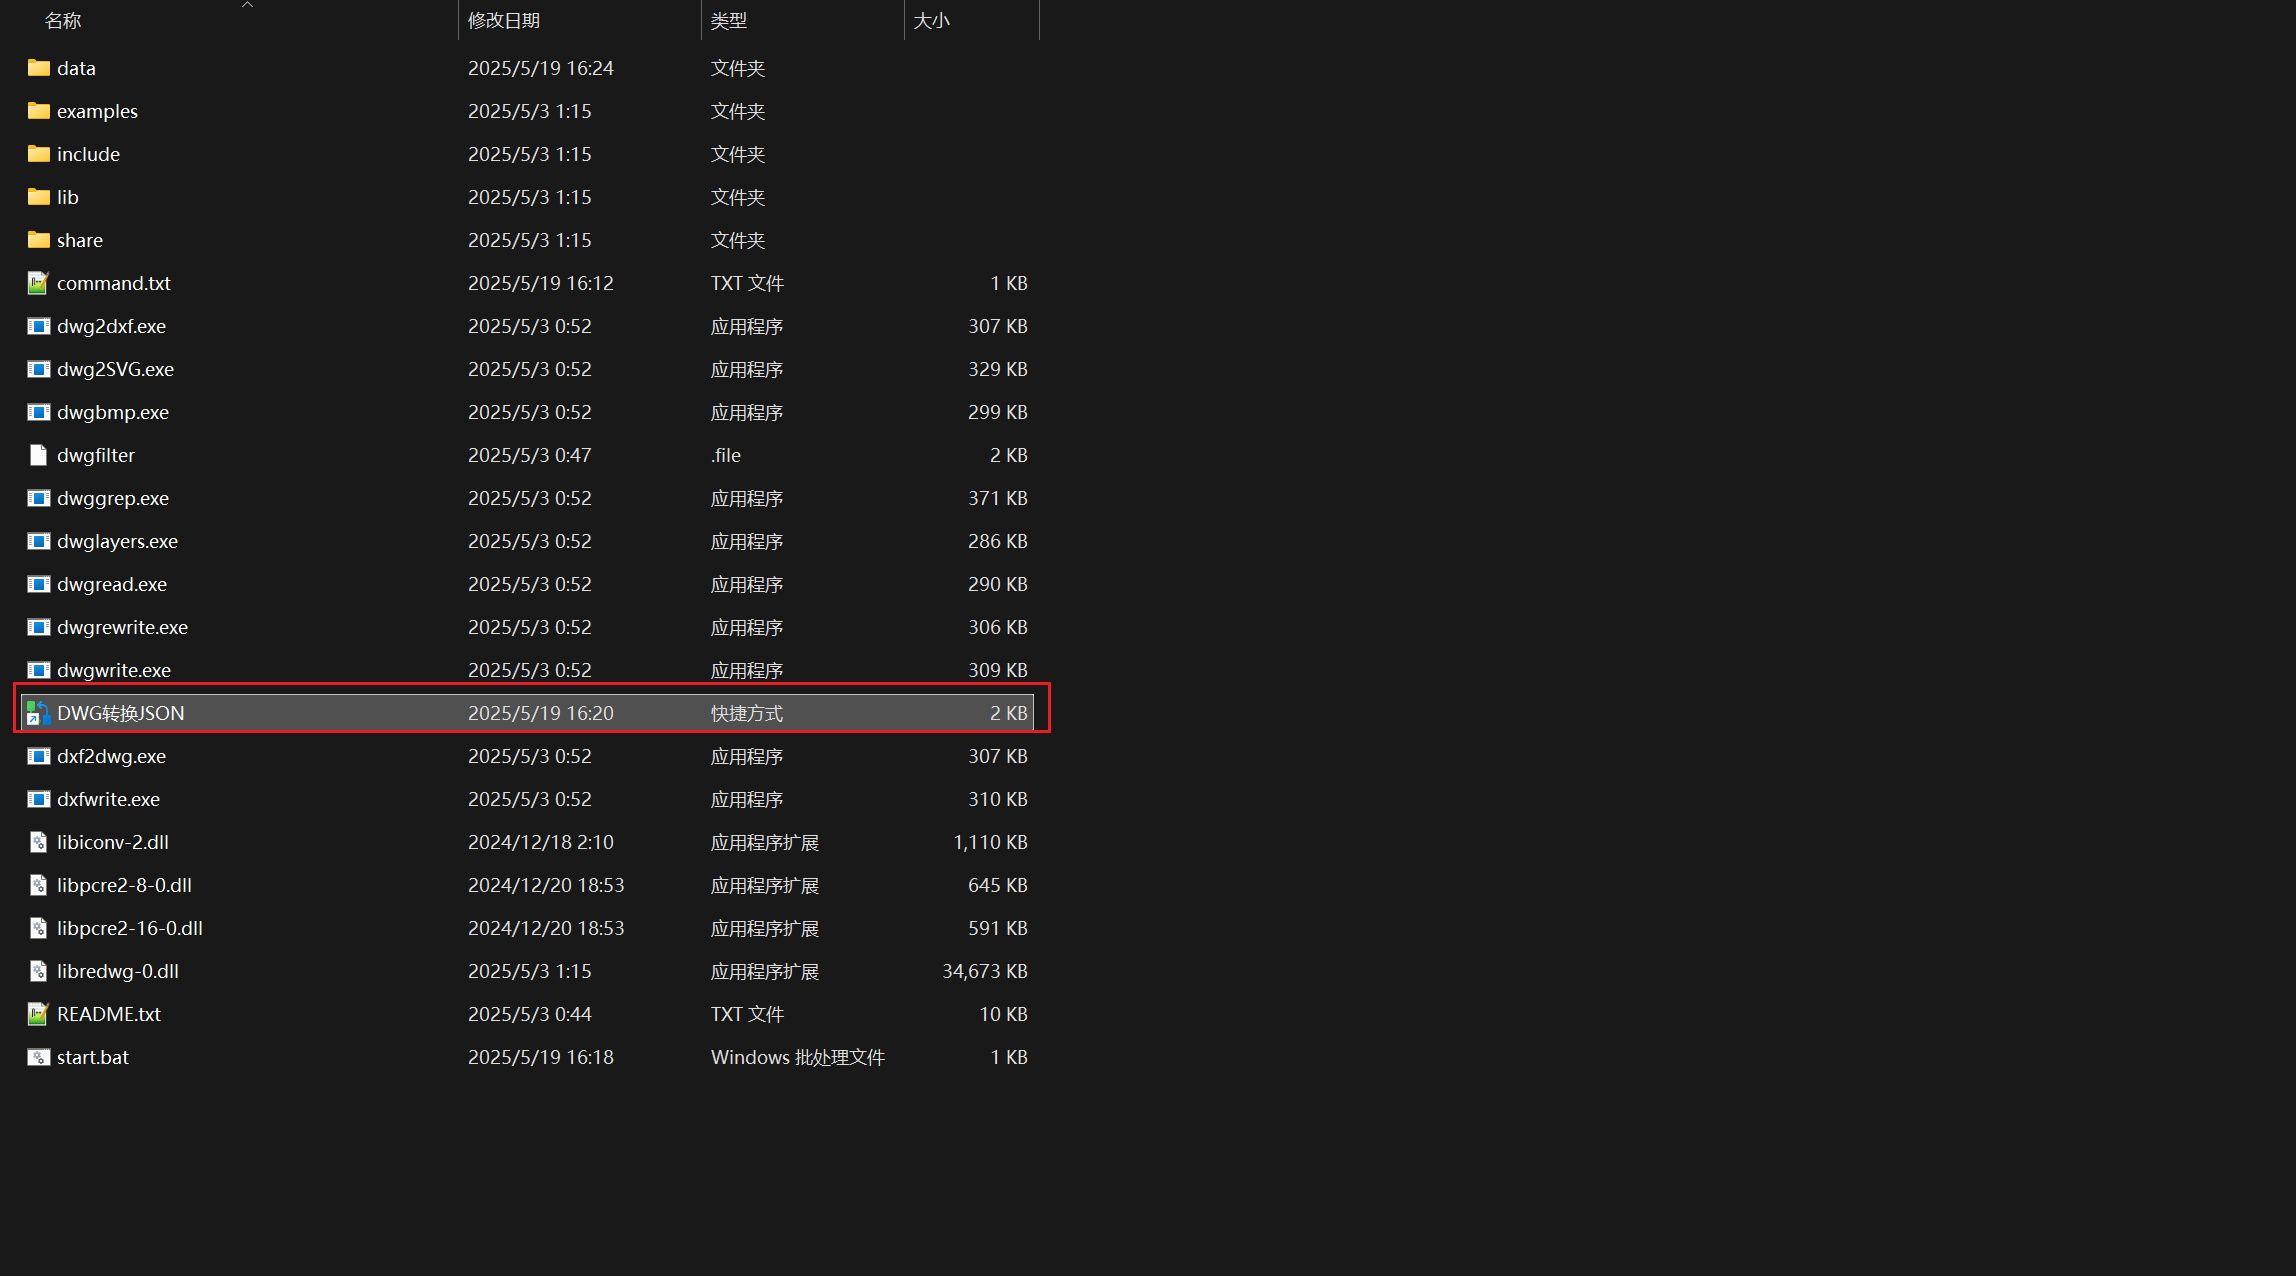 名称 修改日期 类型 大小
data 2025/5/19 16:24 文件夹
examples 2025/5/3 1:15 文件夹
include 2025/5/3 1:15 文件夹
lib 2025/5/3 1:15 文件夹
share 2025/5/3 1:15 文件夹
command.txt 2025/5/19 16:12 TXT 文件 1 KB
dwg2dxf.exe 2025/5/3 0:52 应用程序 307 KB
dwg2SVG.exe 2025/5/3 0:52 应用程序 329 KB
dwgbmp.exe 2025/5/3 0:52 应用程序 299 KB
dwgfilter 2025/5/3 0:47 .file 2 KB
dwggrep.exe 2025/5/3 0:52 应用程序 371 KB
dwglayers.exe 2025/5/3 0:52 应用程序 286 KB
dwgread.exe 2025/5/3 0:52 应用程序 290 KB
dwgrewrite.exe 2025/5/3 0:52 应用程序 306 KB
dwgwrite.exe 2025/5/3 0:52 应用程序 309 KB
DWG转换JSON 2025/5/19 16:20 快捷方式 2 KB
dxf2dwg.exe 2025/5/3 0:52 应用程序 307 KB
dxfwrite.exe 2025/5/3 0:52 应用程序 310 KB
libiconv-2.dll 2024/12/18 2:10 应用程序扩展 1,110 KB
libpcre2-8-0.dll 2024/12/20 18:53 应用程序扩展 645 KB
libpcre2-16-0.dll 2024/12/20 18:53 应用程序扩展 591 KB
libredwg-0.dll 2025/5/3 1:15 应用程序扩展 34,673 KB
README.txt 2025/5/3 0:44 TXT 文件 10 KB
start.bat 2025/5/19 16:18 Windows 批处理文件 1 KB